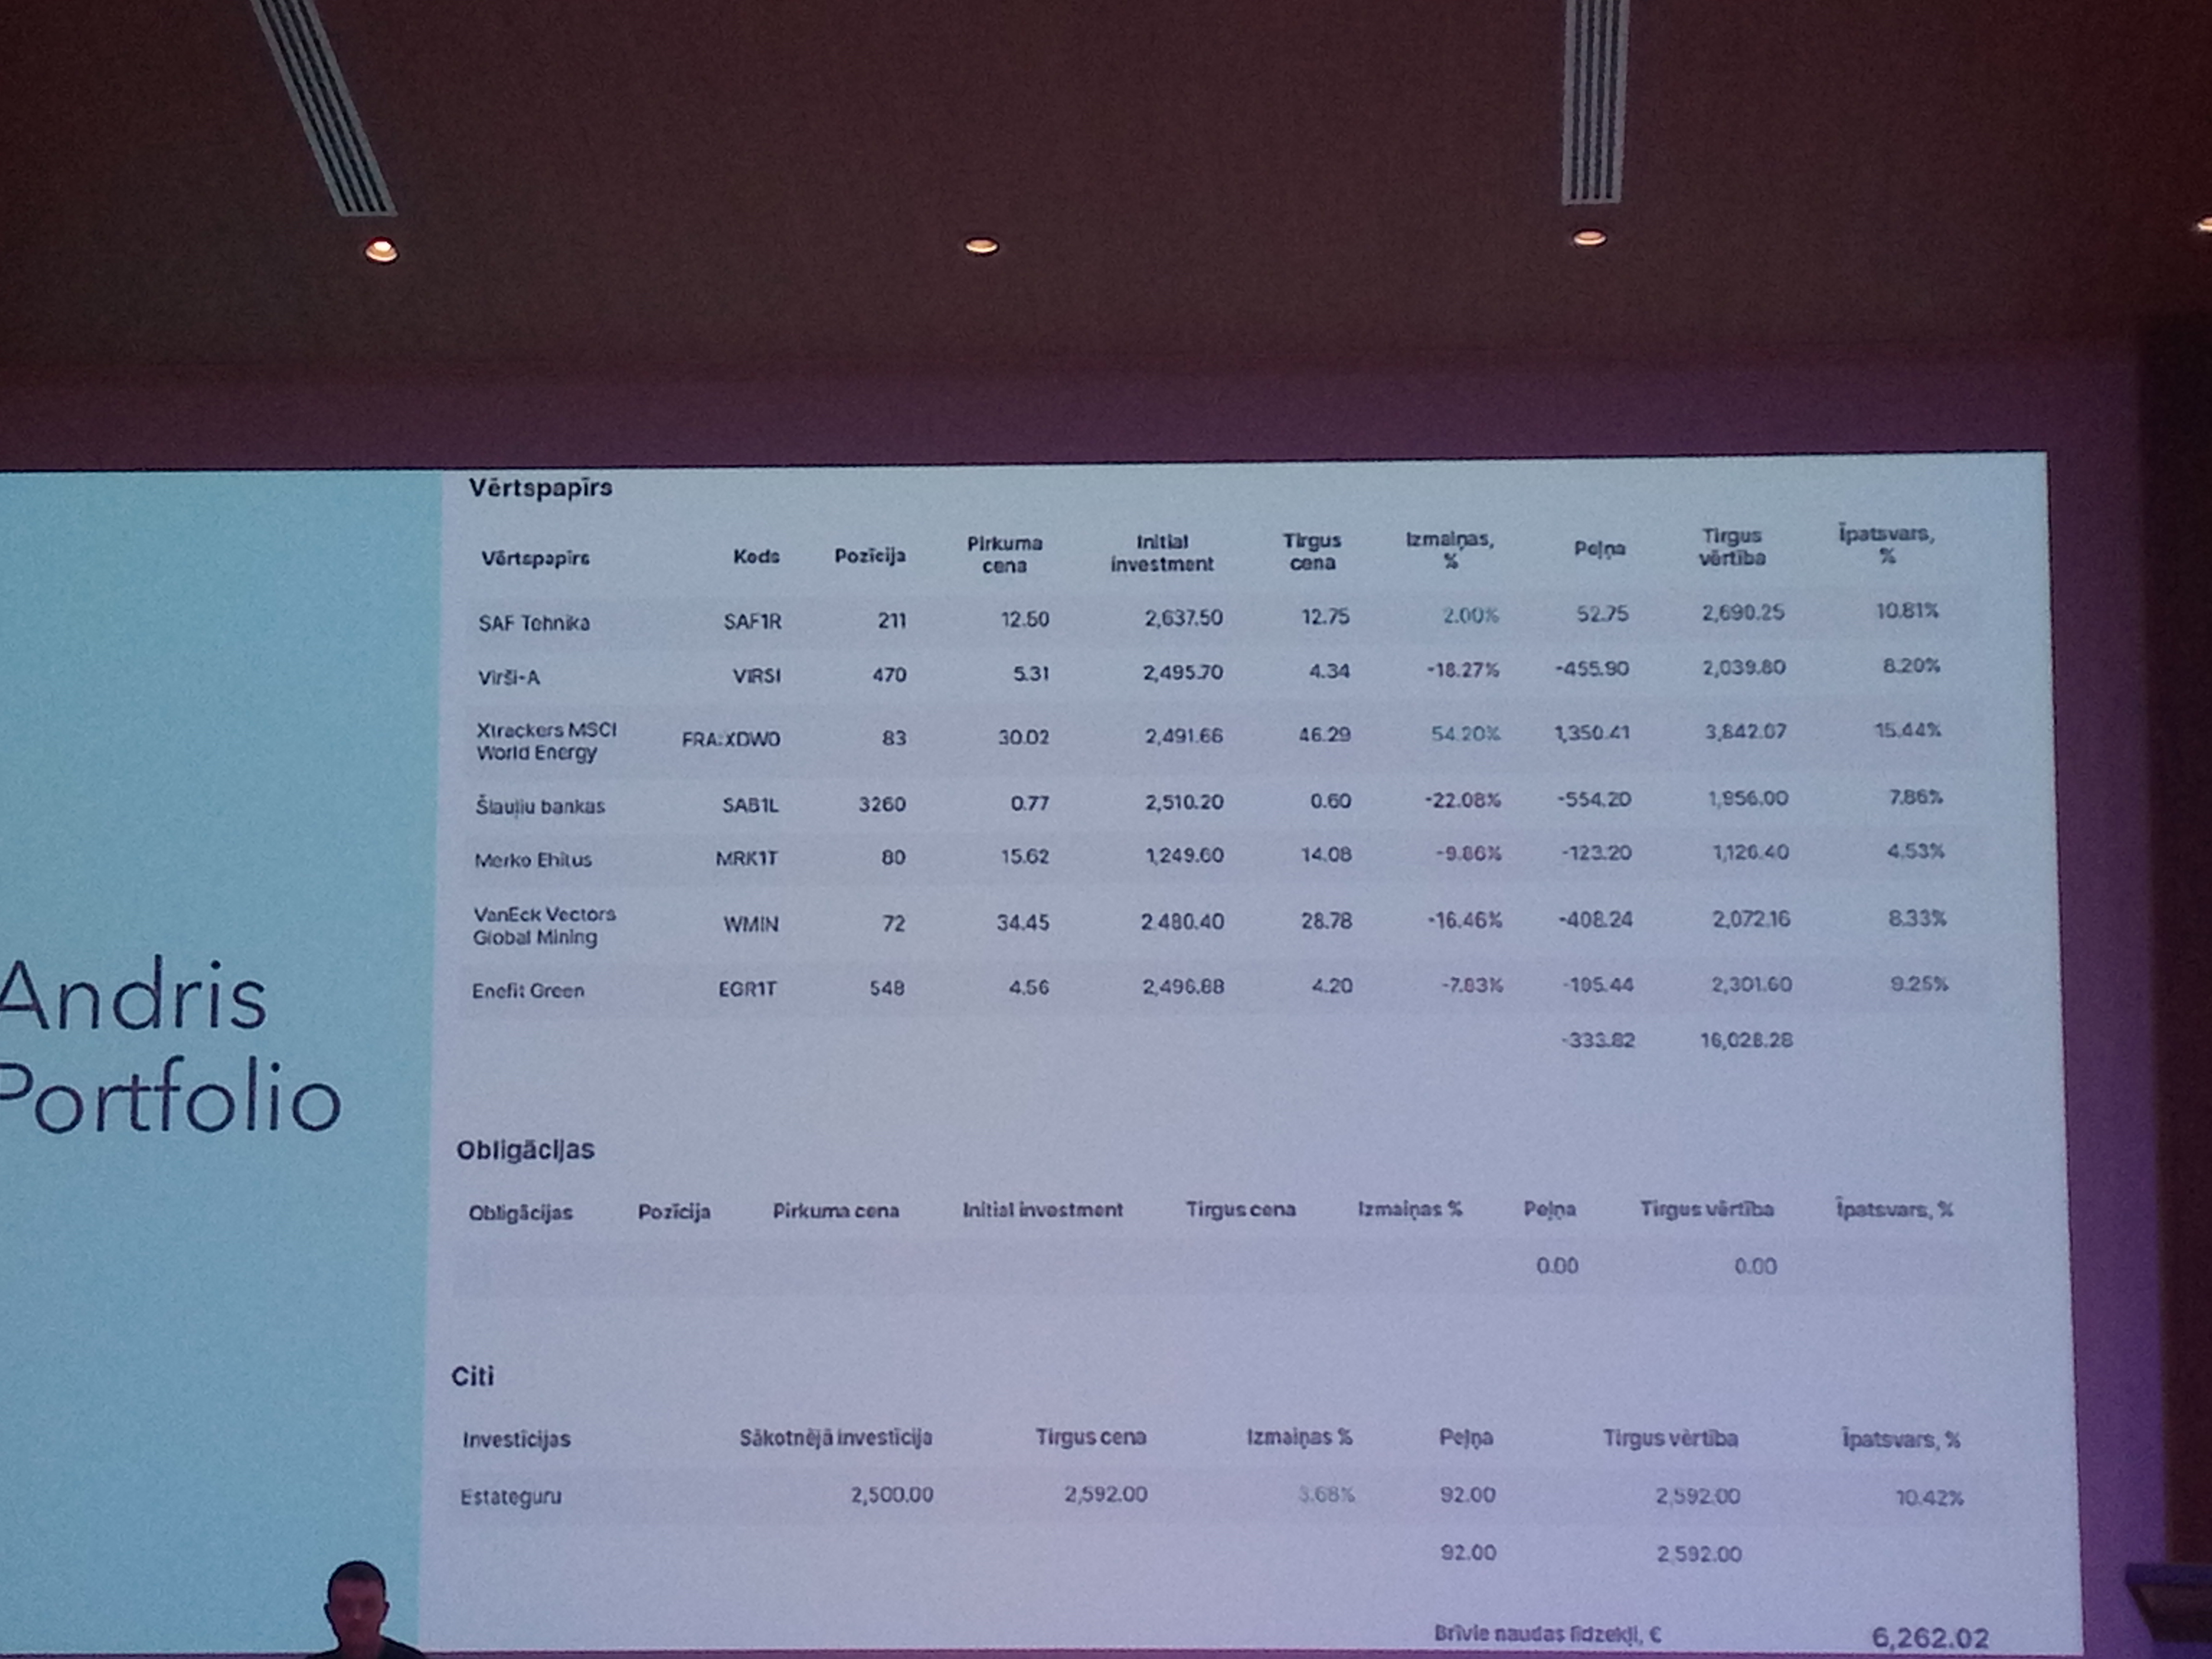 Andris
Portfolio
Vērtspapīrs
Vērtspapīrs Kods Pozīcija Pirkuma cena Initial investment Tirgus cena Izmaiņas, % Peļņa Tirgus vērtība Īpatsvars, %
SAF Tehnika SAF1R 211 12.50 2,637.50 12.75 2.00% 52.75 2,690.25 10.81%
Virši-A VIRSI 470 5.31 2,495.70 4.34 -18.27% -455.90 2,039.80 8.20%
Xtrackers MSCI World Energy FRA:XDW0 83 30.02 2,491.66 46.29 54.20% 1,350.41 3,842.07 15.44%
Šiauļiu bankas SAB1L 3260 0.77 2,510.20 0.60 -22.08% -554.20 1,956.00 7.86%
Merko Ehitus MRK1T 80 15.62 1,249.60 14.08 -9.86% -123.20 1,126.40 4.53%
VanEck Vectors Global Mining WMIN 72 34.45 2.480.40 28.78 -16.46% -408.24 2,072.16 8.33%
Enefit Green EGR1T 548 4.56 2,496.88 4.20 -7.83% -195.44 2,301.60 9.25%
-333.82 16,028.28
Obligācijas
Obligācijas Pozīcija Pirkuma cena Initial investment Tirgus cena Izmaiņas % Peļņa Tirgus vērtība Īpatsvars, %
0.00 0.00
Citi
Investīcijas Sākotnējā investīcija Tirgus cena Izmaiņas % Peļņa Tirgus vērtība Īpatsvars, %
Estateguru 2,500.00 2,592.00 3.68% 92.00 2,592.00 10.42%
92.00 2,592.00
Brīvie naudas līdzekļi, € 6,262.02